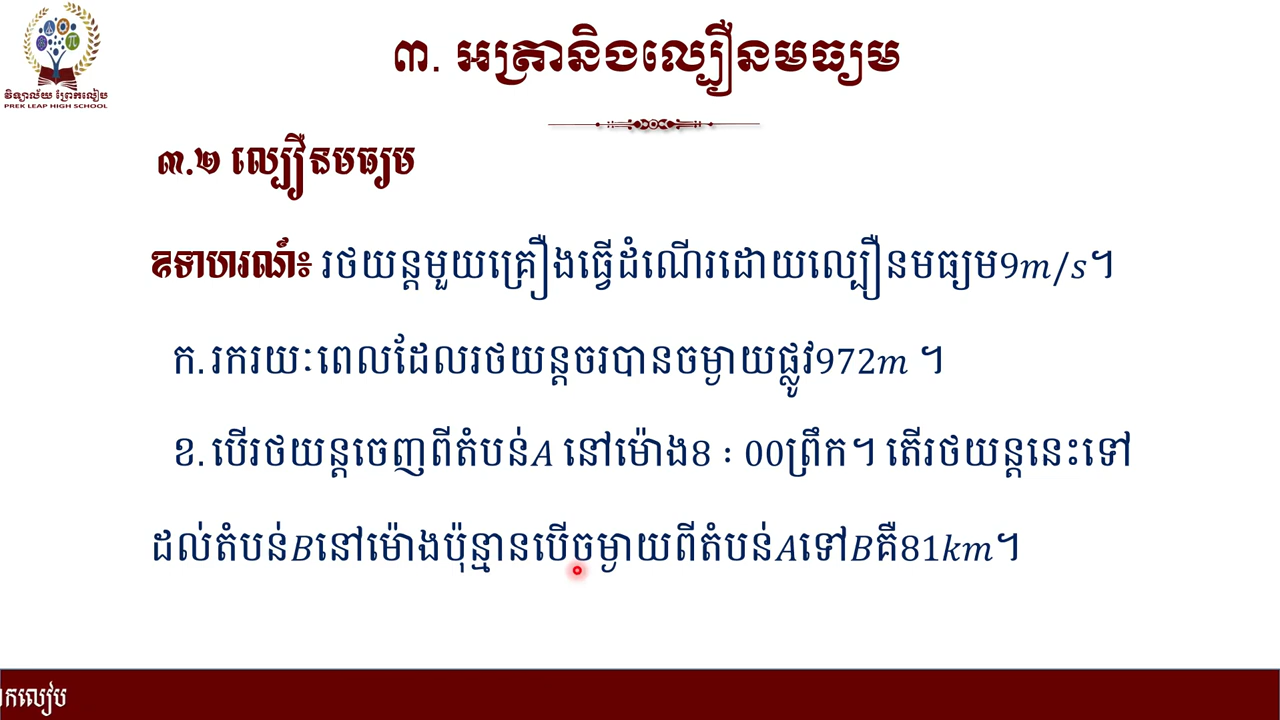 វិទ្យាល័យ ព្រែកលៀប
PREK LEAP HIGH SCHOOL
៣. អត្រានិងល្បឿនមធ្យម
៣.២ ល្បឿនមធ្យម
ឧទាហរណ៍៖ រថយន្តមួយគ្រឿងធ្វើដំណើរដោយល្បឿនមធ្យម9m/s។
ក. រករយៈពេលដែលរថយន្តចរបានចម្ងាយផ្លូវ972m ។
ខ. បើរថយន្តចេញពីតំបន់A នៅម៉ោង8 : 00ព្រឹក។ តើរថយន្តនេះទៅ
ដល់តំបន់Bនៅម៉ោងប៉ុន្មានបើចម្ងាយពីតំបន់AទៅBគឺ81km។
កលៀប